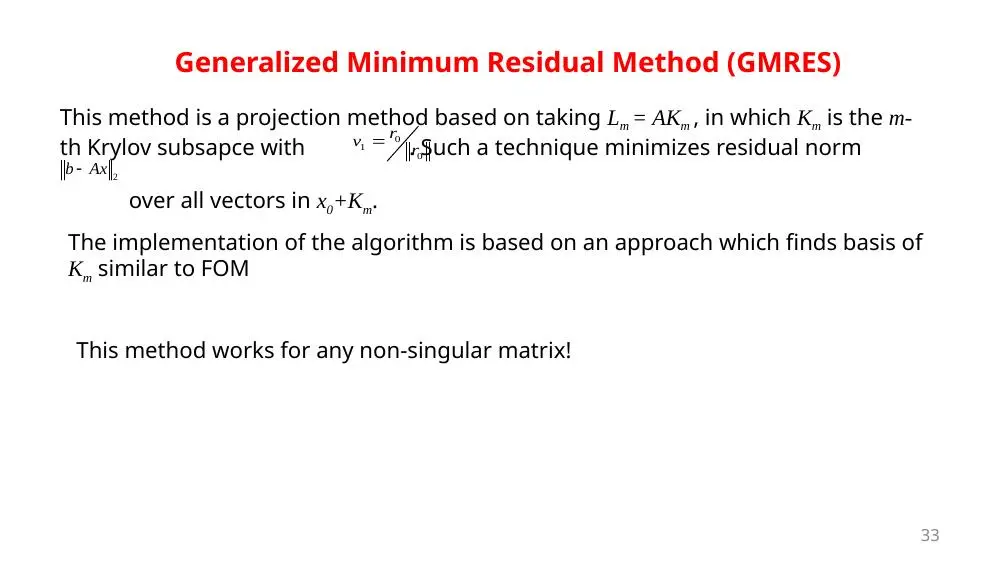 Generalized Minimum Residual Method (GMRES)
This method is a projection method based on taking Lₘ = AKₘ , in which Kₘ is the m-
th Krylov subsapce with v₁ = r₀/‖r₀‖ . Such a technique minimizes residual norm
‖b - Ax‖₂
over all vectors in x₀+Kₘ.
The implementation of the algorithm is based on an approach which finds basis of
Kₘ similar to FOM
This method works for any non-singular matrix!
33